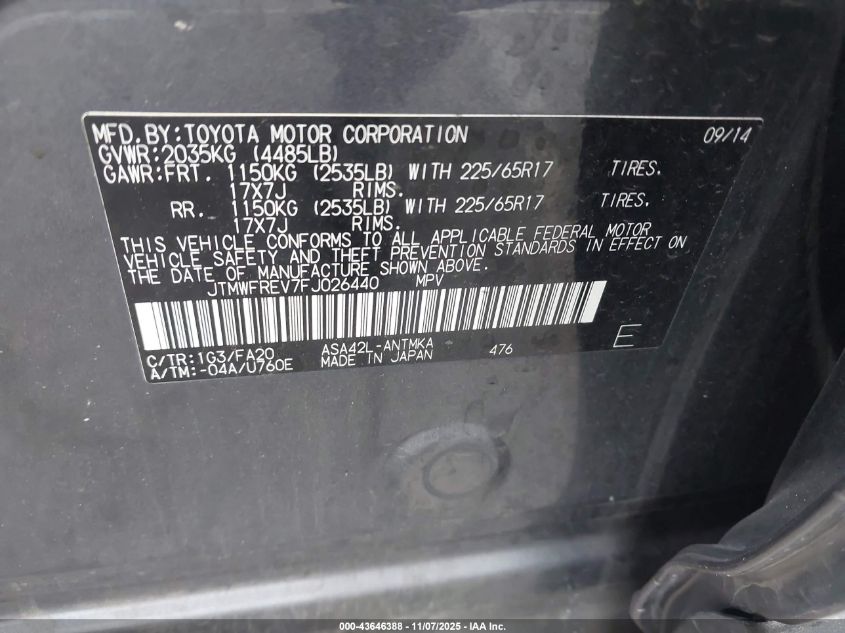 MFD.BY:TOYOTA MOTOR CORPORATION 09/14
GVWR:2035KG (4485LB)
GAWR:FRT. 1150KG (2535LB) WITH 225/65R17 TIRES.
17X7J RIMS.
RR. 1150KG (2535LB) WITH 225/65R17 TIRES.
17X7J RIMS.
THIS VEHICLE CONFORMS TO ALL APPLICABLE FEDERAL MOTOR
VEHICLE SAFETY AND THEFT PREVENTION STANDARDS IN EFFECT ON
THE DATE OF MANUFACTURE SHOWN ABOVE.
JTMWFREV7FJ026440 MPV
C/TR:1G3/FA20 ASA42L-ANTMKA 476 E
A/TM:-04A/U760E MADE IN JAPAN
000-43646388 - 11/07/2025 - IAA Inc.